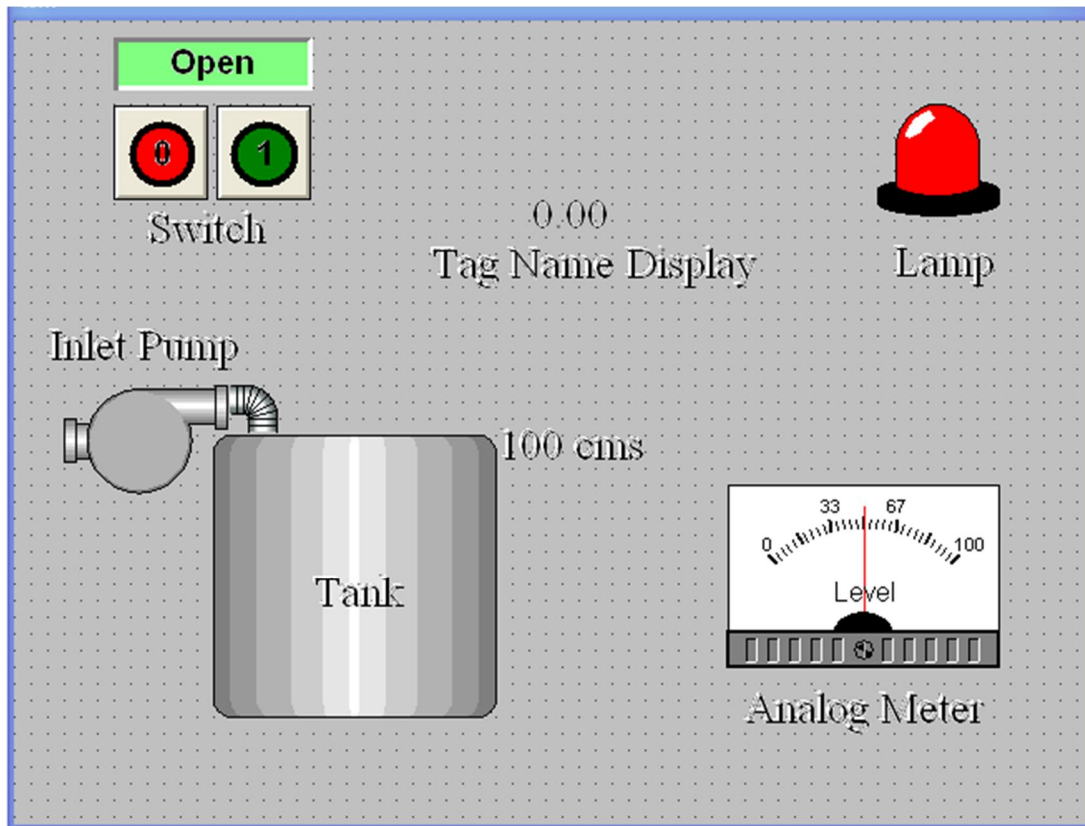 Open
0 1
Switch
0.00
Tag Name Display
Lamp
Inlet Pump
100 cms
Tank
33 67
0 100
Level
Analog Meter